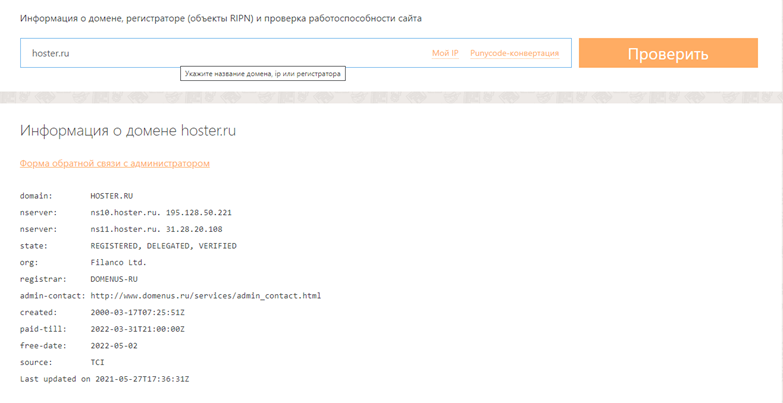 Информация о домене, регистраторе (объекты RIPN) и проверка работоспособности сайта
hoster.ru Мой IP Punycode-конвертация Проверить
Укажите название домена, ip или регистратора
Информация о домене hoster.ru
Форма обратной связи с администратором
domain: HOSTER.RU
nserver: ns10.hoster.ru. 195.128.50.221
nserver: ns11.hoster.ru. 31.28.20.108
state: REGISTERED, DELEGATED, VERIFIED
org: Filanco Ltd.
registrar: DOMENUS-RU
admin-contact: http://www.domenus.ru/services/admin_contact.html
created: 2000-03-17T07:25:51Z
paid-till: 2022-03-31T21:00:00Z
free-date: 2022-05-02
source: TCI
Last updated on 2021-05-27T17:36:31Z